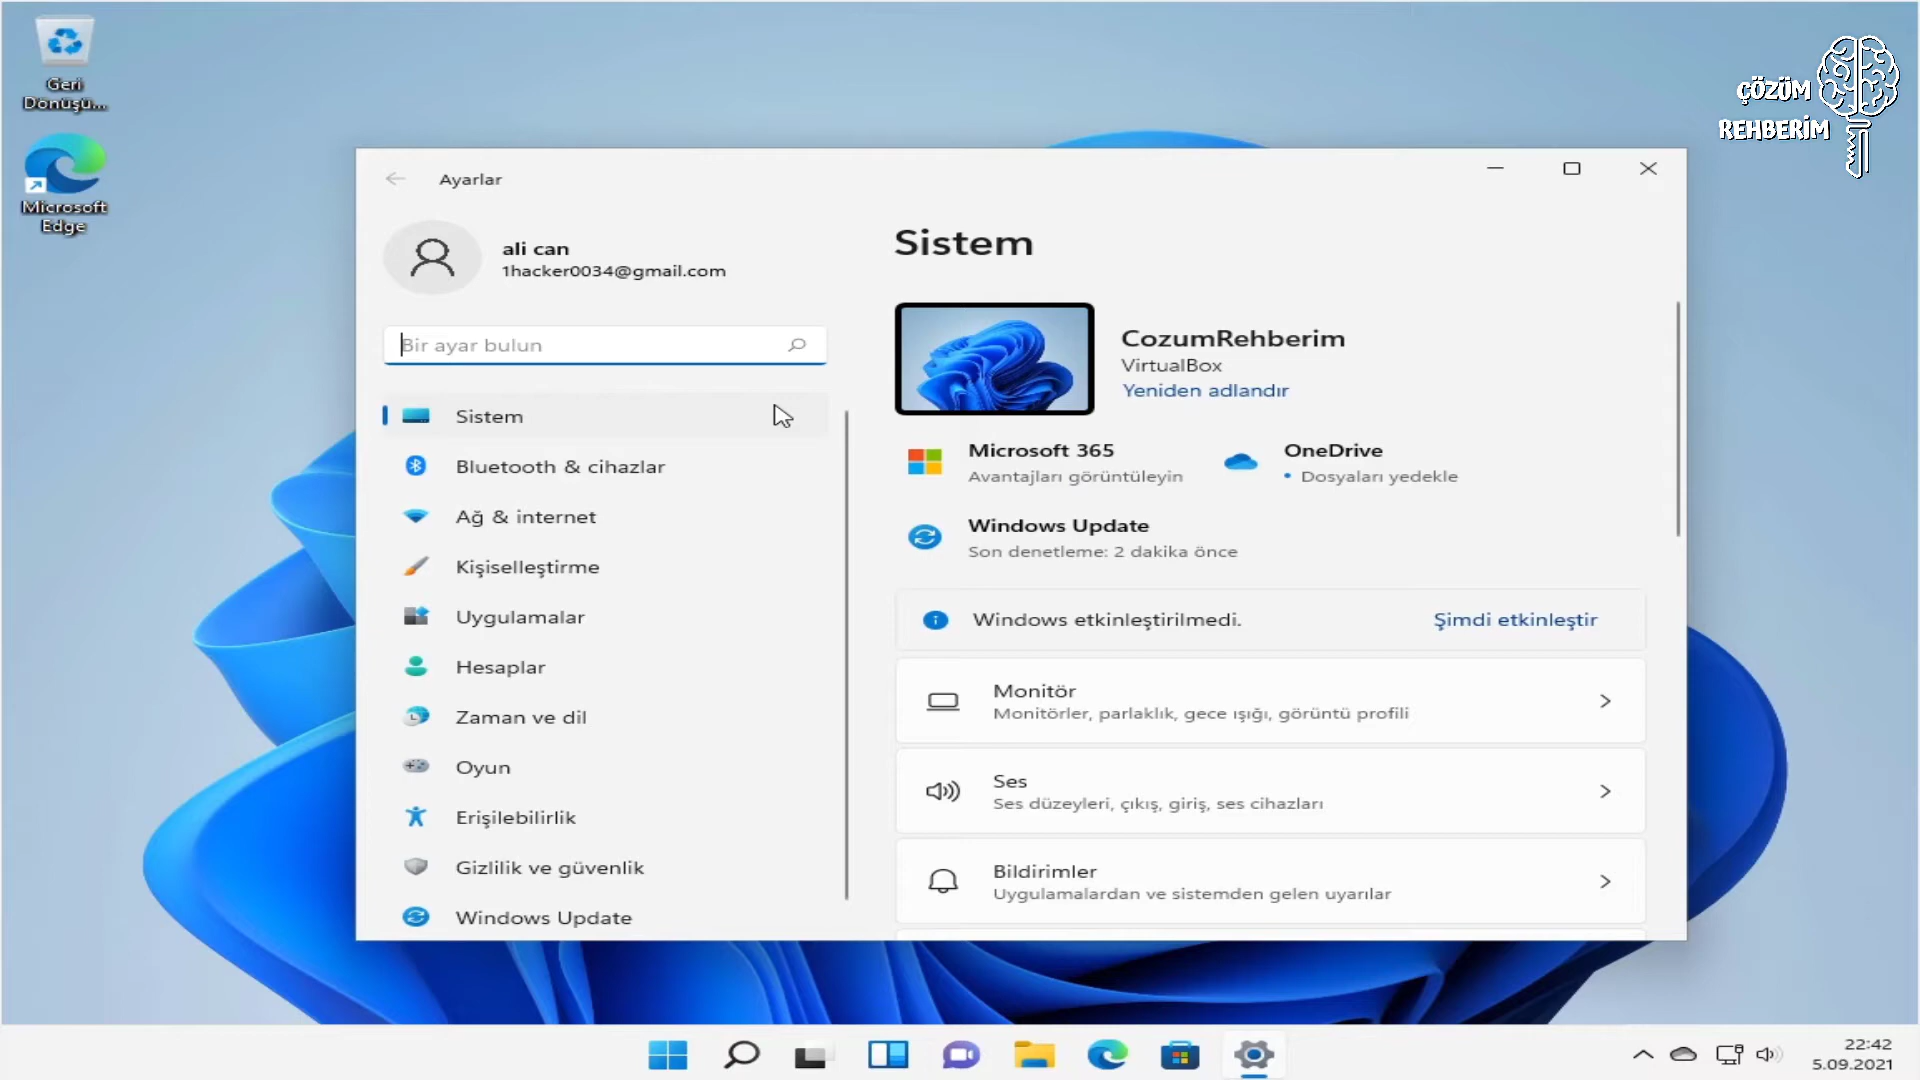 Geri
Dönüşü...
Microsoft
Edge
ÇÖZÜM
REHBERİM
Ayarlar
ali can
1hacker0034@gmail.com
Bir ayar bulun
Sistem
Bluetooth & cihazlar
Ağ & internet
Kişiselleştirme
Uygulamalar
Hesaplar
Zaman ve dil
Oyun
Erişilebilirlik
Gizlilik ve güvenlik
Windows Update
Sistem
CozumRehberim
VirtualBox
Yeniden adlandır
Microsoft 365
Avantajları görüntüleyin
OneDrive
• Dosyaları yedekle
Windows Update
Son denetleme: 2 dakika önce
Windows etkinleştirilmedi.
Şimdi etkinleştir
Monitör
Monitörler, parlaklık, gece ışığı, görüntü profili
Ses
Ses düzeyleri, çıkış, giriş, ses cihazları
Bildirimler
Uygulamalardan ve sistemden gelen uyarılar
22:42
5.09.2021